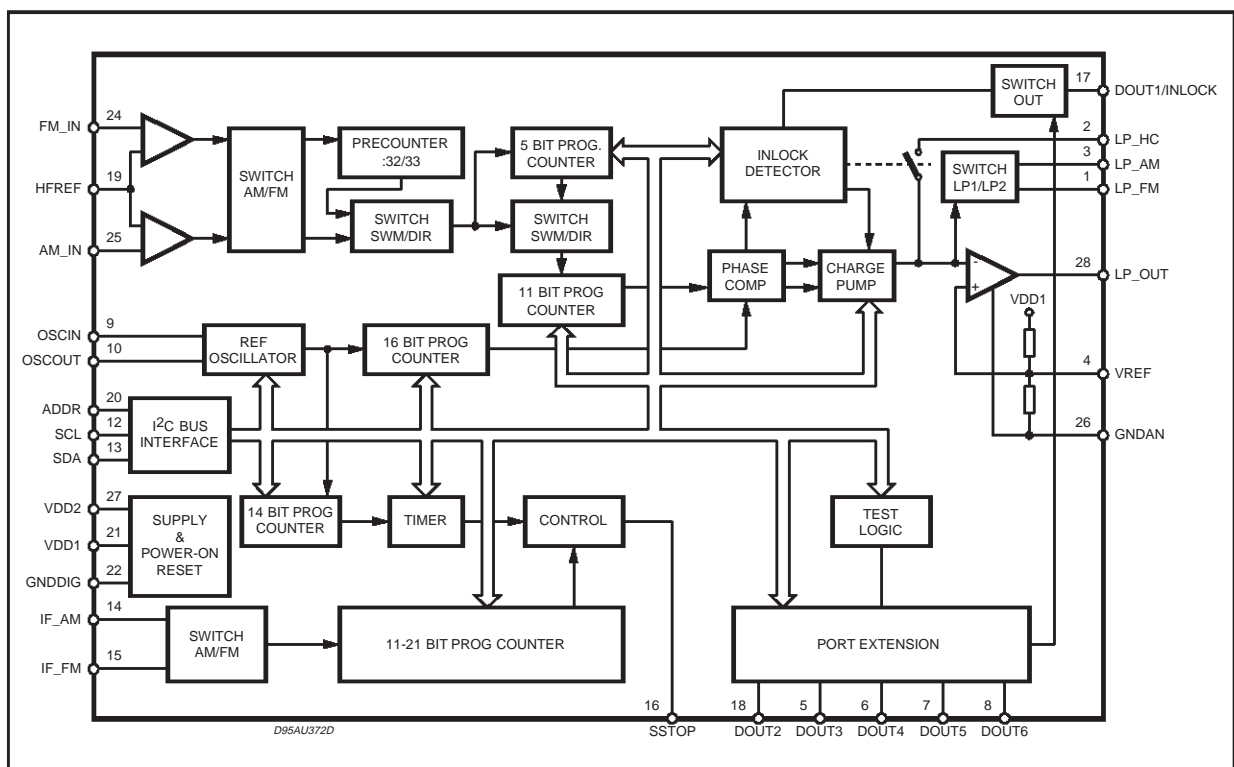 FM_IN
24
HFREF
19
AM_IN
25
SWITCH
AM/FM
PRECOUNTER
:32/33
SWITCH
SWM/DIR
5 BIT PROG.
COUNTER
SWITCH
SWM/DIR
11 BIT PROG
COUNTER
INLOCK
DETECTOR
PHASE
COMP
CHARGE
PUMP
SWITCH
OUT
17
DOUT1/INLOCK
2
LP_HC
3
LP_AM
1
LP_FM
SWITCH
LP1/LP2
-
+
28
LP_OUT
VDD1
4
VREF
26
GNDAN
OSCIN
9
OSCOUT
10
REF
OSCILLATOR
16 BIT PROG
COUNTER
ADDR
20
SCL
12
SDA
13
I2C BUS
INTERFACE
VDD2
27
VDD1
21
GNDDIG
22
SUPPLY
&
POWER-ON
RESET
14 BIT PROG
COUNTER
TIMER
CONTROL
TEST
LOGIC
IF_AM
14
IF_FM
15
SWITCH
AM/FM
11-21 BIT PROG COUNTER
PORT EXTENSION
16
SSTOP
18
DOUT2
5
DOUT3
6
DOUT4
7
DOUT5
8
DOUT6
D95AU372D